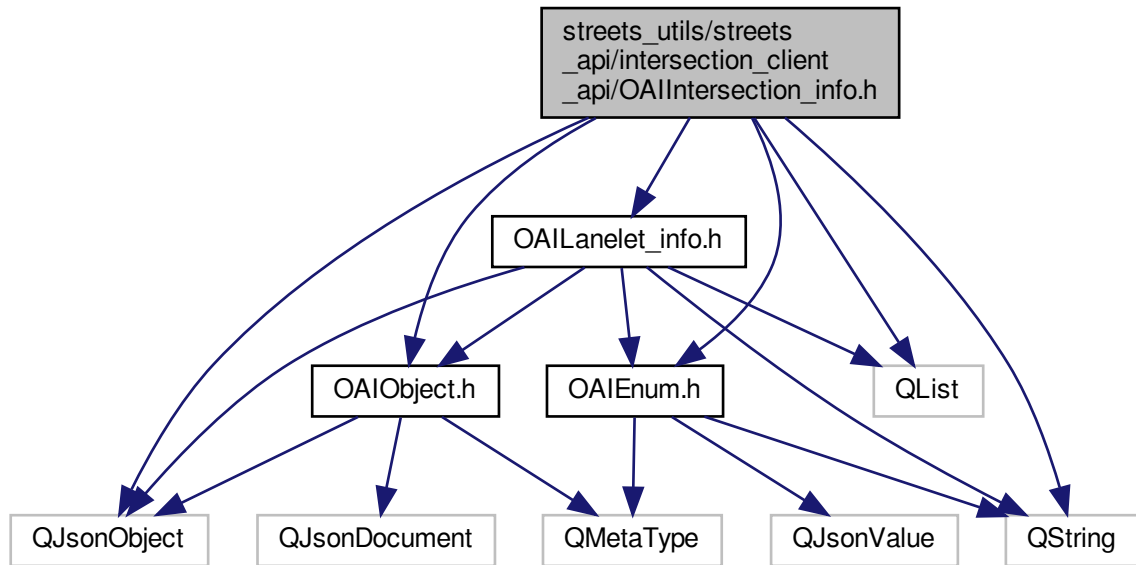 streets_utils/streets
_api/intersection_client
_api/OAIIntersection_info.h
OAILanelet_info.h
OAIObject.h
OAIEnum.h
QList
QJsonObject
QJsonDocument
QMetaType
QJsonValue
QString